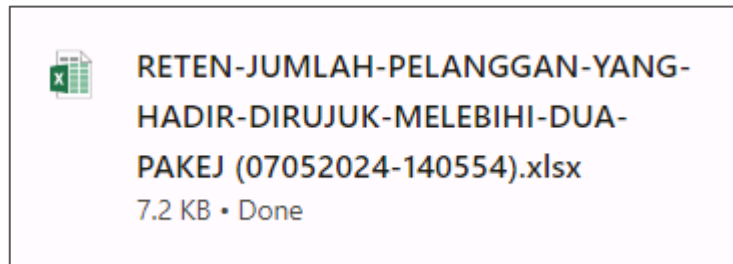 RETEN-JUMLAH-PELANGGAN-YANG-
HADIR-DIRUJUK-MELEBIHI-DUA-
PAKEJ (07052024-140554).xlsx
7.2 KB • Done